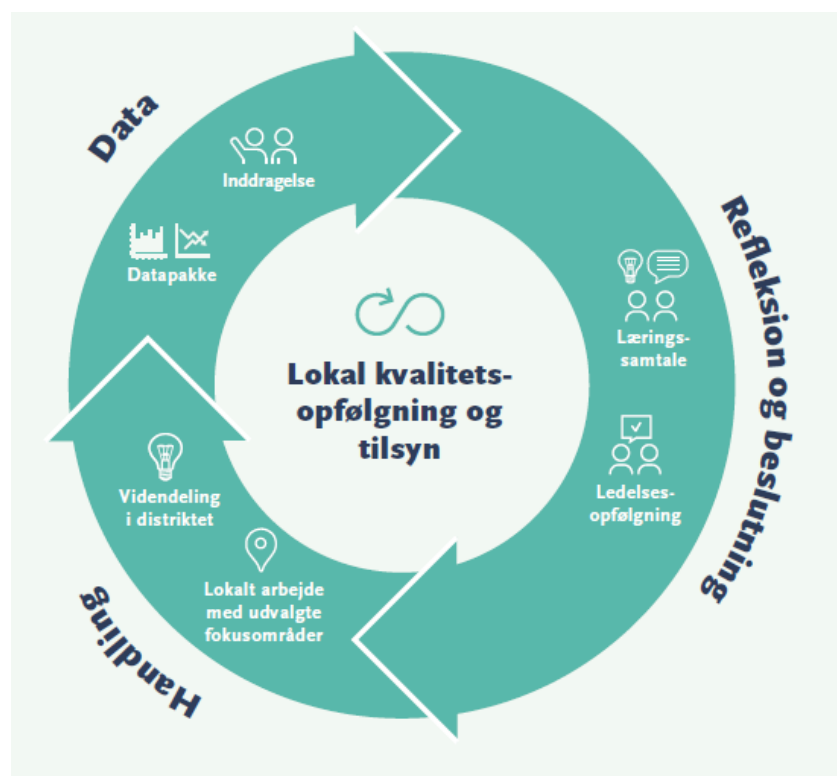 Data
Inddragelse
Datapakke
Refleksion og beslutning
Lærings-
samtale
Ledelses-
opfølgning
Lokal kvalitets-
opfølgning og
tilsyn
Handling
Lokalt arbejde
med udvalgte
fokusområder
Videndeling
i distriktet